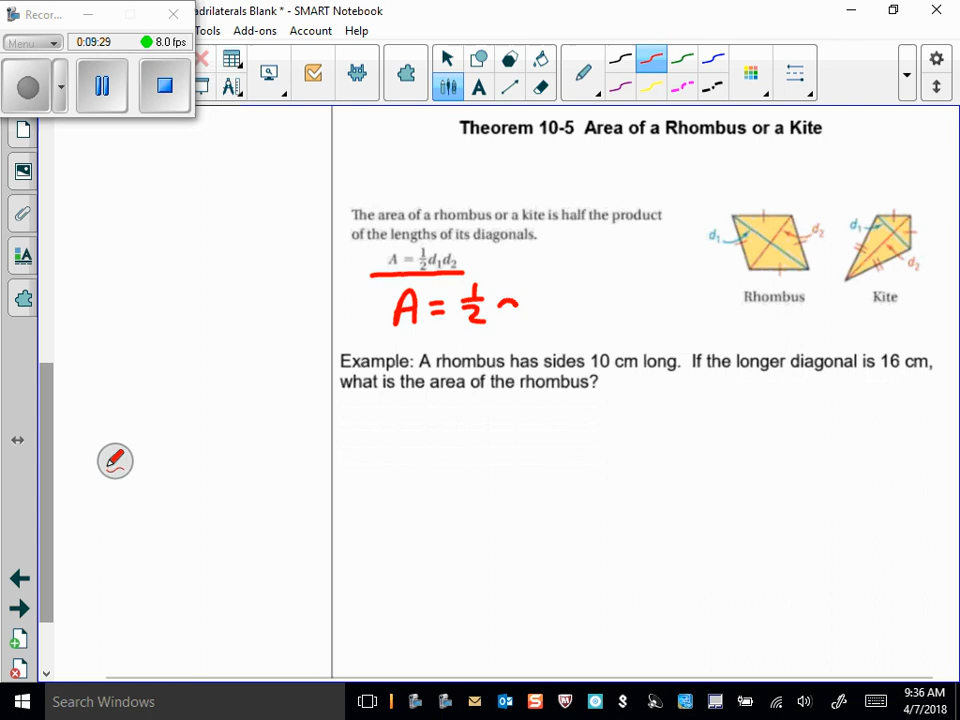 Recor...
adrilaterals Blank * - SMART Notebook
Menu
0:09:29
8.0 fps
Tools Add-ons Account Help
Theorem 10-5 Area of a Rhombus or a Kite
The area of a rhombus or a kite is half the product
of the lengths of its diagonals.
A = ½d₁d₂
A = ½
d₁
d₂
Rhombus
d₁
d₂
Kite
Example: A rhombus has sides 10 cm long. If the longer diagonal is 16 cm,
what is the area of the rhombus?
Search Windows
9:36 AM
4/7/2018